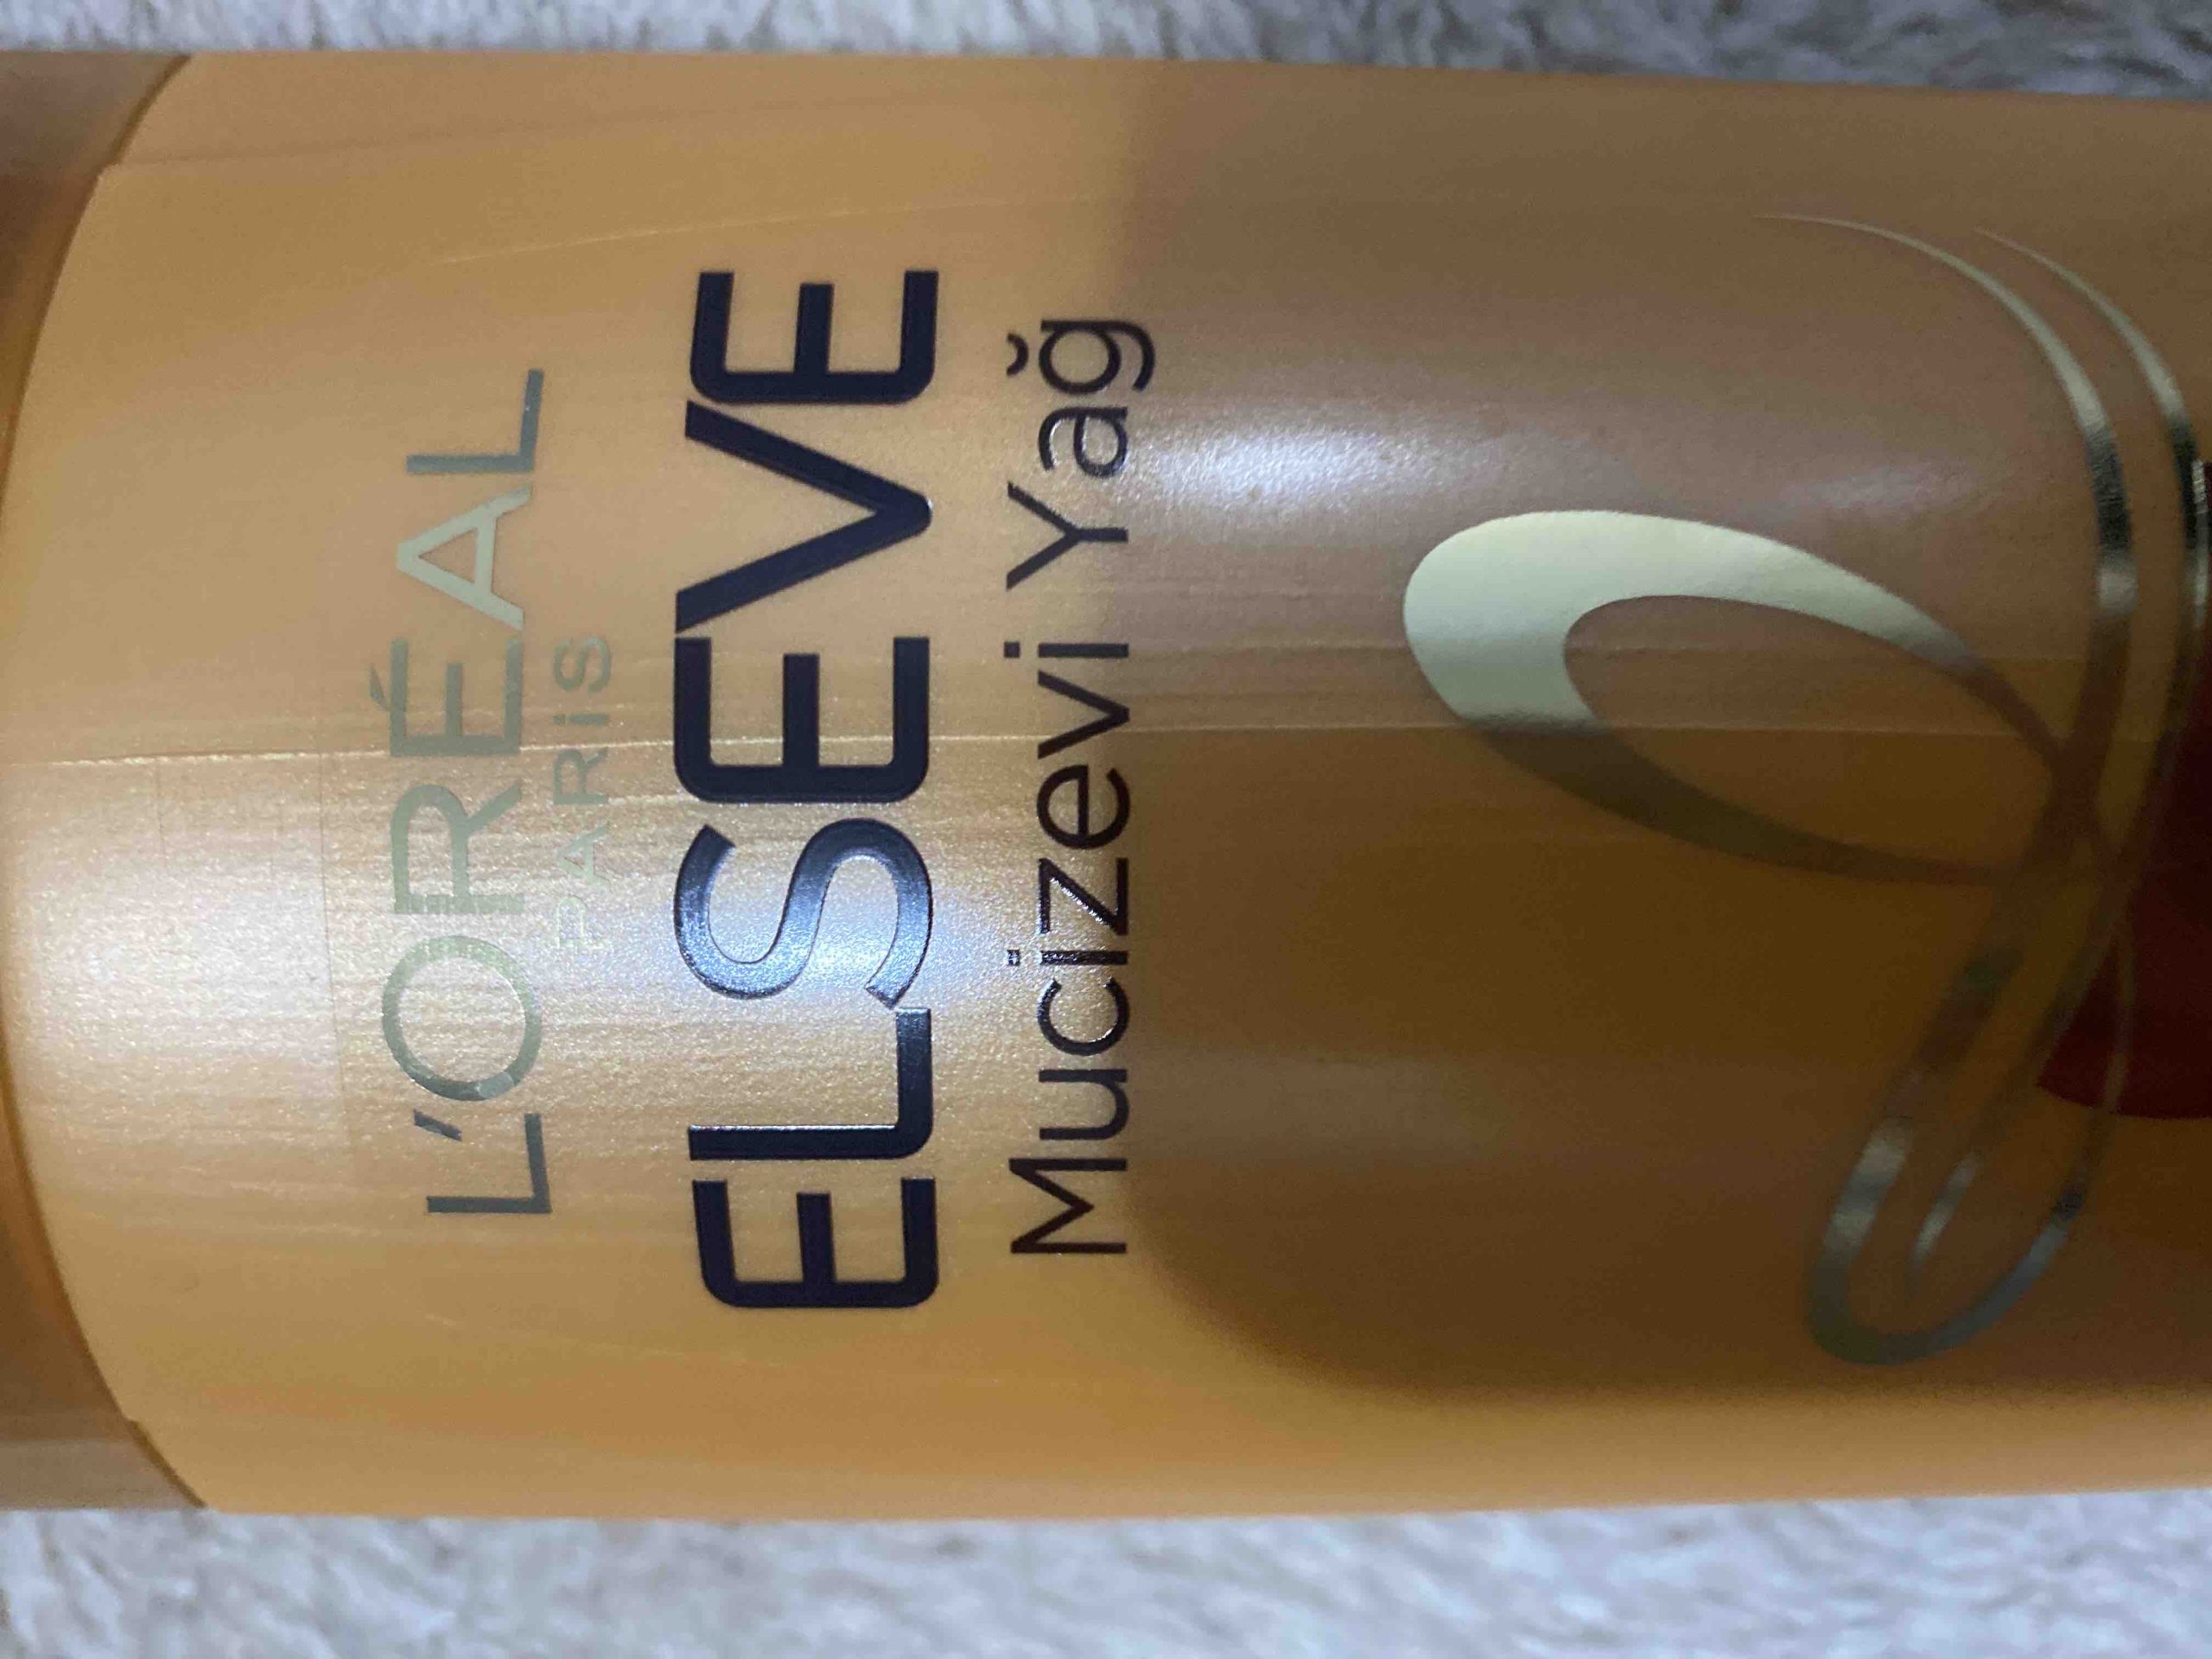 L'ORÉAL
PARiS
ELSEVE
Mucizevi Yağ